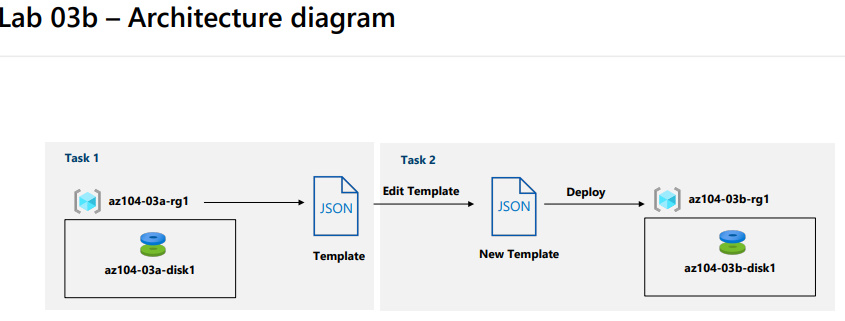 Lab 03b – Architecture diagram
Task 1
az104-03a-rg1
az104-03a-disk1
JSON
Template
Task 2
Edit Template
JSON
New Template
Deploy
az104-03b-rg1
az104-03b-disk1